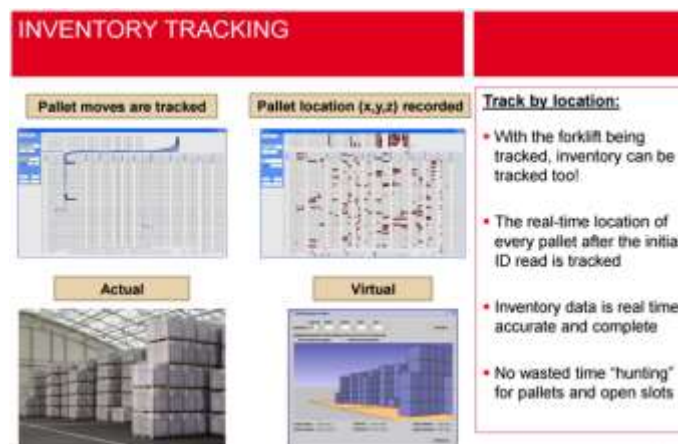 INVENTORY TRACKING
Pallet moves are tracked
Pallet location (x,y,z) recorded
Actual
Virtual
Track by location:
▪ With the forklift being
tracked, inventory can be
tracked too!
▪ The real-time location of
every pallet after the initia
ID read is tracked
▪ Inventory data is real time
accurate and complete
▪ No wasted time "hunting"
for pallets and open slots